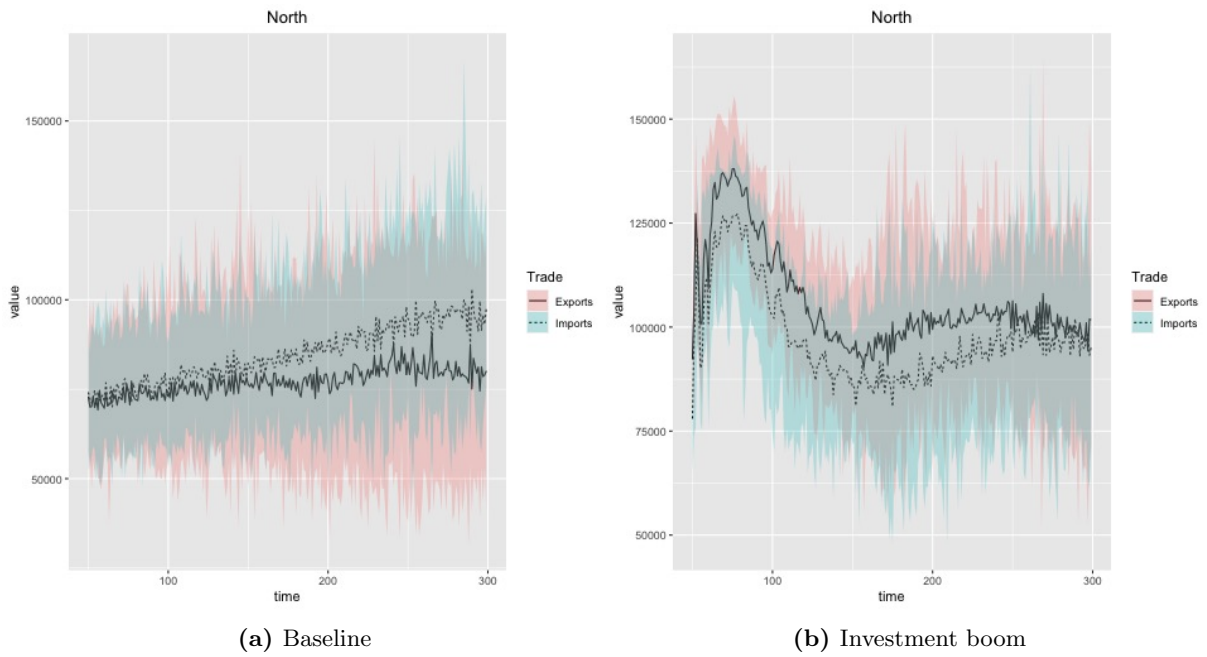 North
value
150000
100000
50000
100
200
300
time
Trade
Exports
Imports
(a) Baseline
North
value
150000
125000
100000
75000
50000
100
200
300
time
Trade
Exports
Imports
(b) Investment boom